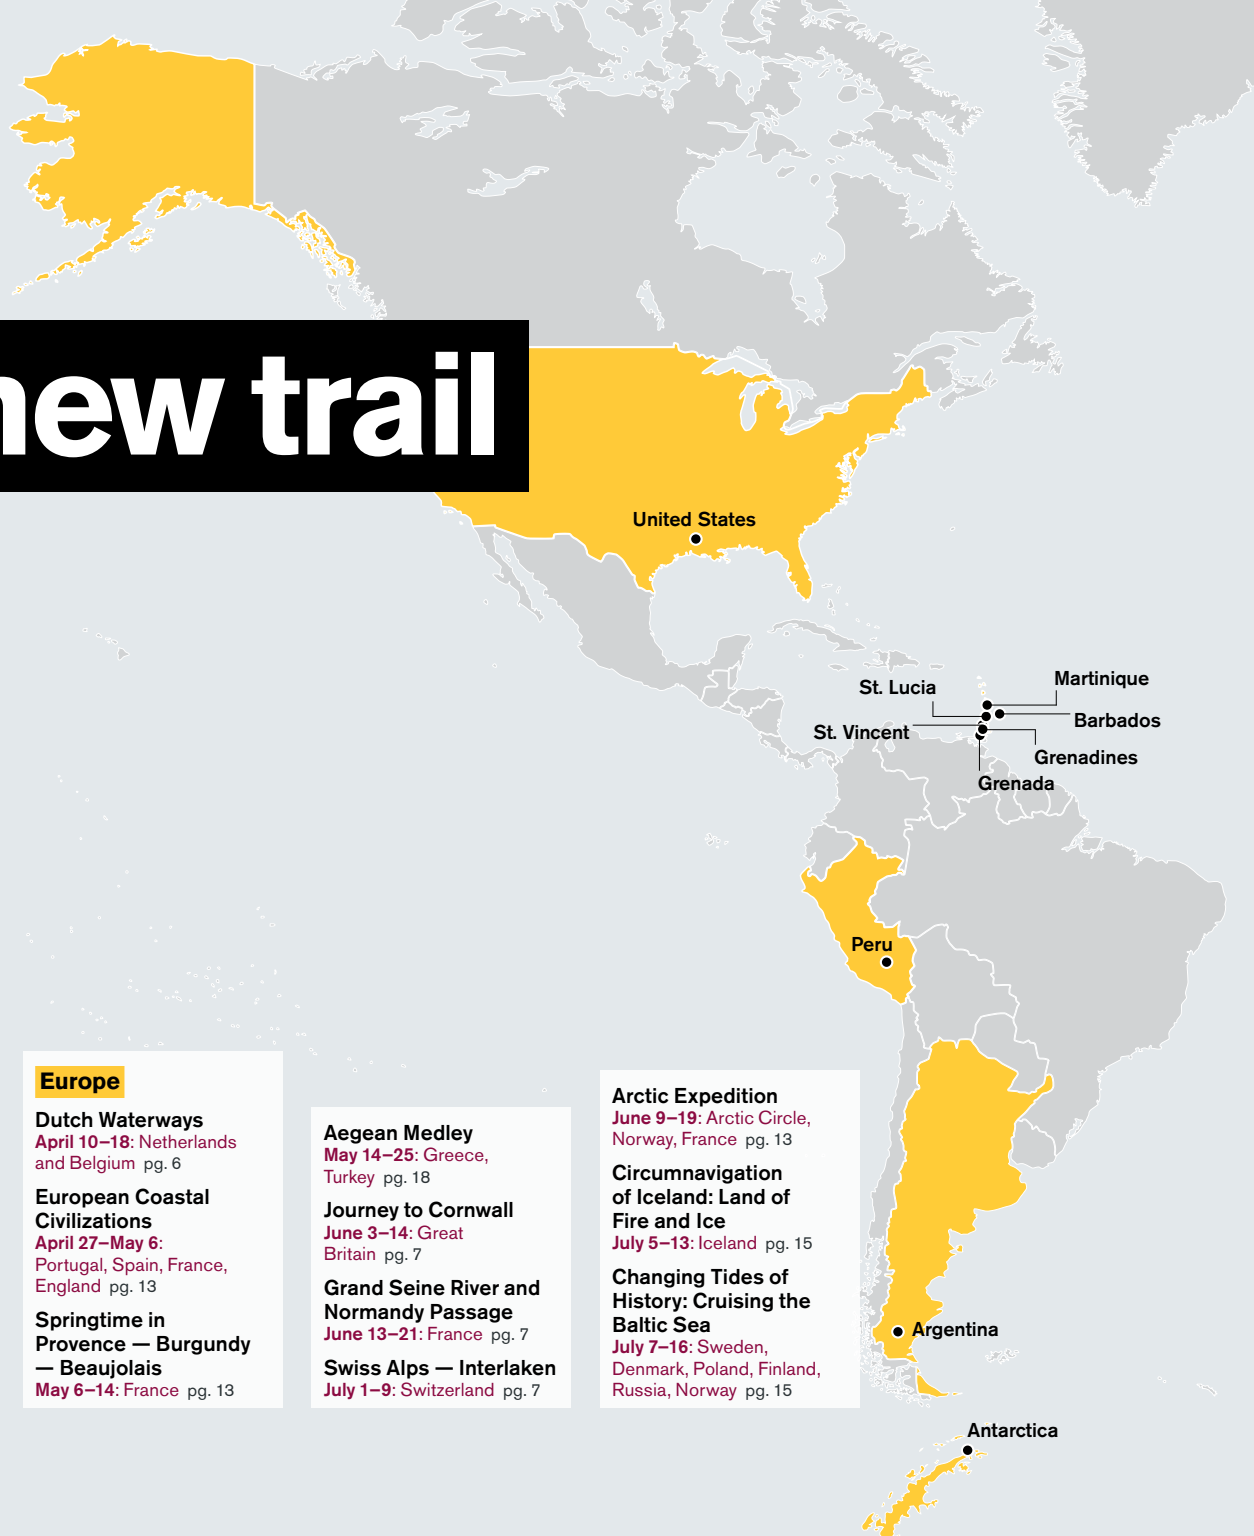 new trail
United States
St. Lucia
Martinique
Barbados
St. Vincent
Grenadines
Grenada
Peru
Argentina
Antarctica
Europe
Dutch Waterways
April 10–18: Netherlands
and Belgium pg. 6
European Coastal
Civilizations
April 27–May 6:
Portugal, Spain, France,
England pg. 13
Springtime in
Provence — Burgundy
— Beaujolais
May 6–14: France pg. 13
Aegean Medley
May 14–25: Greece,
Turkey pg. 18
Journey to Cornwall
June 3–14: Great
Britain pg. 7
Grand Seine River and
Normandy Passage
June 13–21: France pg. 7
Swiss Alps — Interlaken
July 1–9: Switzerland pg. 7
Arctic Expedition
June 9–19: Arctic Circle,
Norway, France pg. 13
Circumnavigation
of Iceland: Land of
Fire and Ice
July 5–13: Iceland pg. 15
Changing Tides of
History: Cruising the
Baltic Sea
July 7–16: Sweden,
Denmark, Poland, Finland,
Russia, Norway pg. 15